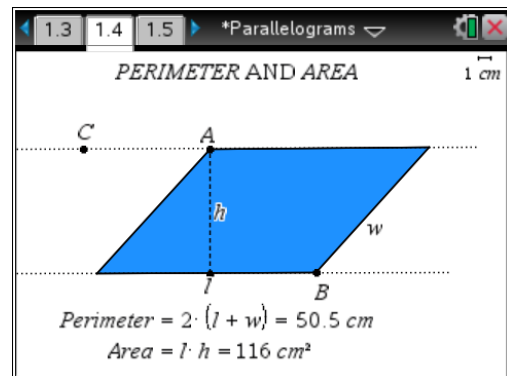 1.3 1.4 1.5 *Parallelograms
PERIMETER AND AREA
1 cm
C A
h
w
l B
Perimeter = 2· (l + w) = 50.5 cm
Area = l· h = 116 cm²